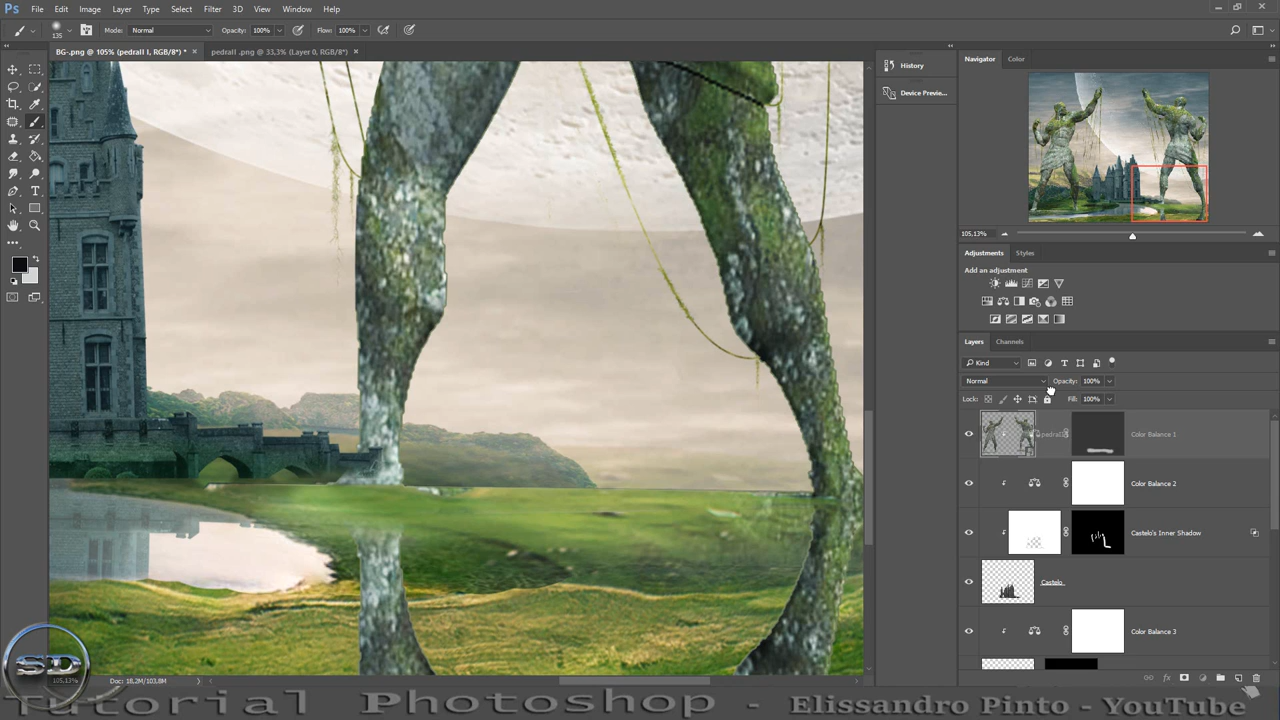 Ps File Edit Image Layer Type Select Filter 3D View Window Help
135 Mode: Normal Opacity: 100% Flow: 100%
BG-.png @ 105% (pedrall I, RGB/8*) * × pedrall .png @ 33,3% (Layer 0, RGB/8*) ×
History
Device Previe...
Navigator Color
105,13%
Adjustments Styles
Add an adjustment
Layers Channels
Kind
Normal Opacity: 100%
Lock: Fill: 100%
Color Balance 1
Color Balance 2
Castelo's Inner Shadow
Castelo
Color Balance 3
SD
105,13% Doc: 18,2M/103,8M
Tutorial Photoshop - Elissandro Pinto - YouTube